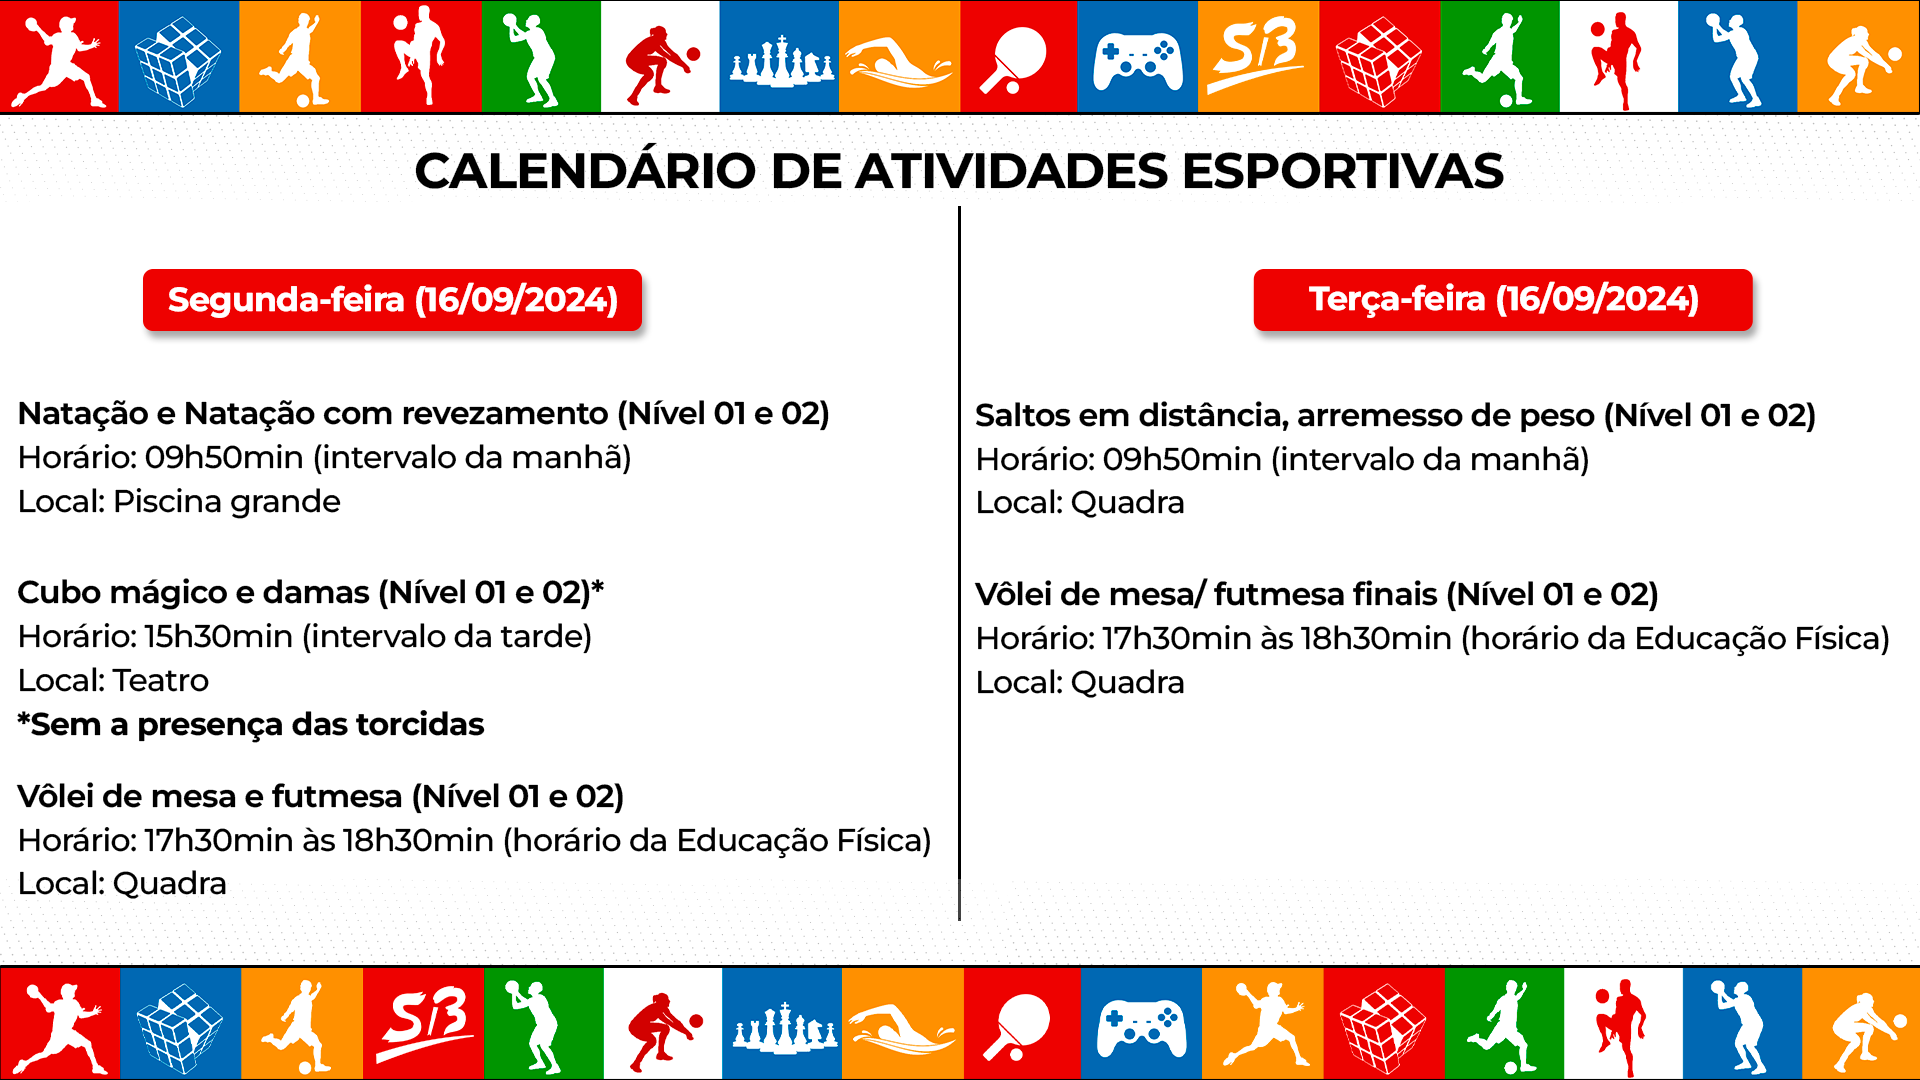 SiB
CALENDÁRIO DE ATIVIDADES ESPORTIVAS
Segunda-feira (16/09/2024)
Natação e Natação com revezamento (Nível 01 e 02)
Horário: 09h50min (intervalo da manhã)
Local: Piscina grande
Cubo mágico e damas (Nível 01 e 02)*
Horário: 15h30min (intervalo da tarde)
Local: Teatro
*Sem a presença das torcidas
Vôlei de mesa e futmesa (Nível 01 e 02)
Horário: 17h30min às 18h30min (horário da Educação Física)
Local: Quadra
Terça-feira (16/09/2024)
Saltos em distância, arremesso de peso (Nível 01 e 02)
Horário: 09h50min (intervalo da manhã)
Local: Quadra
Vôlei de mesa/ futmesa finais (Nível 01 e 02)
Horário: 17h30min às 18h30min (horário da Educação Física)
Local: Quadra
SiB